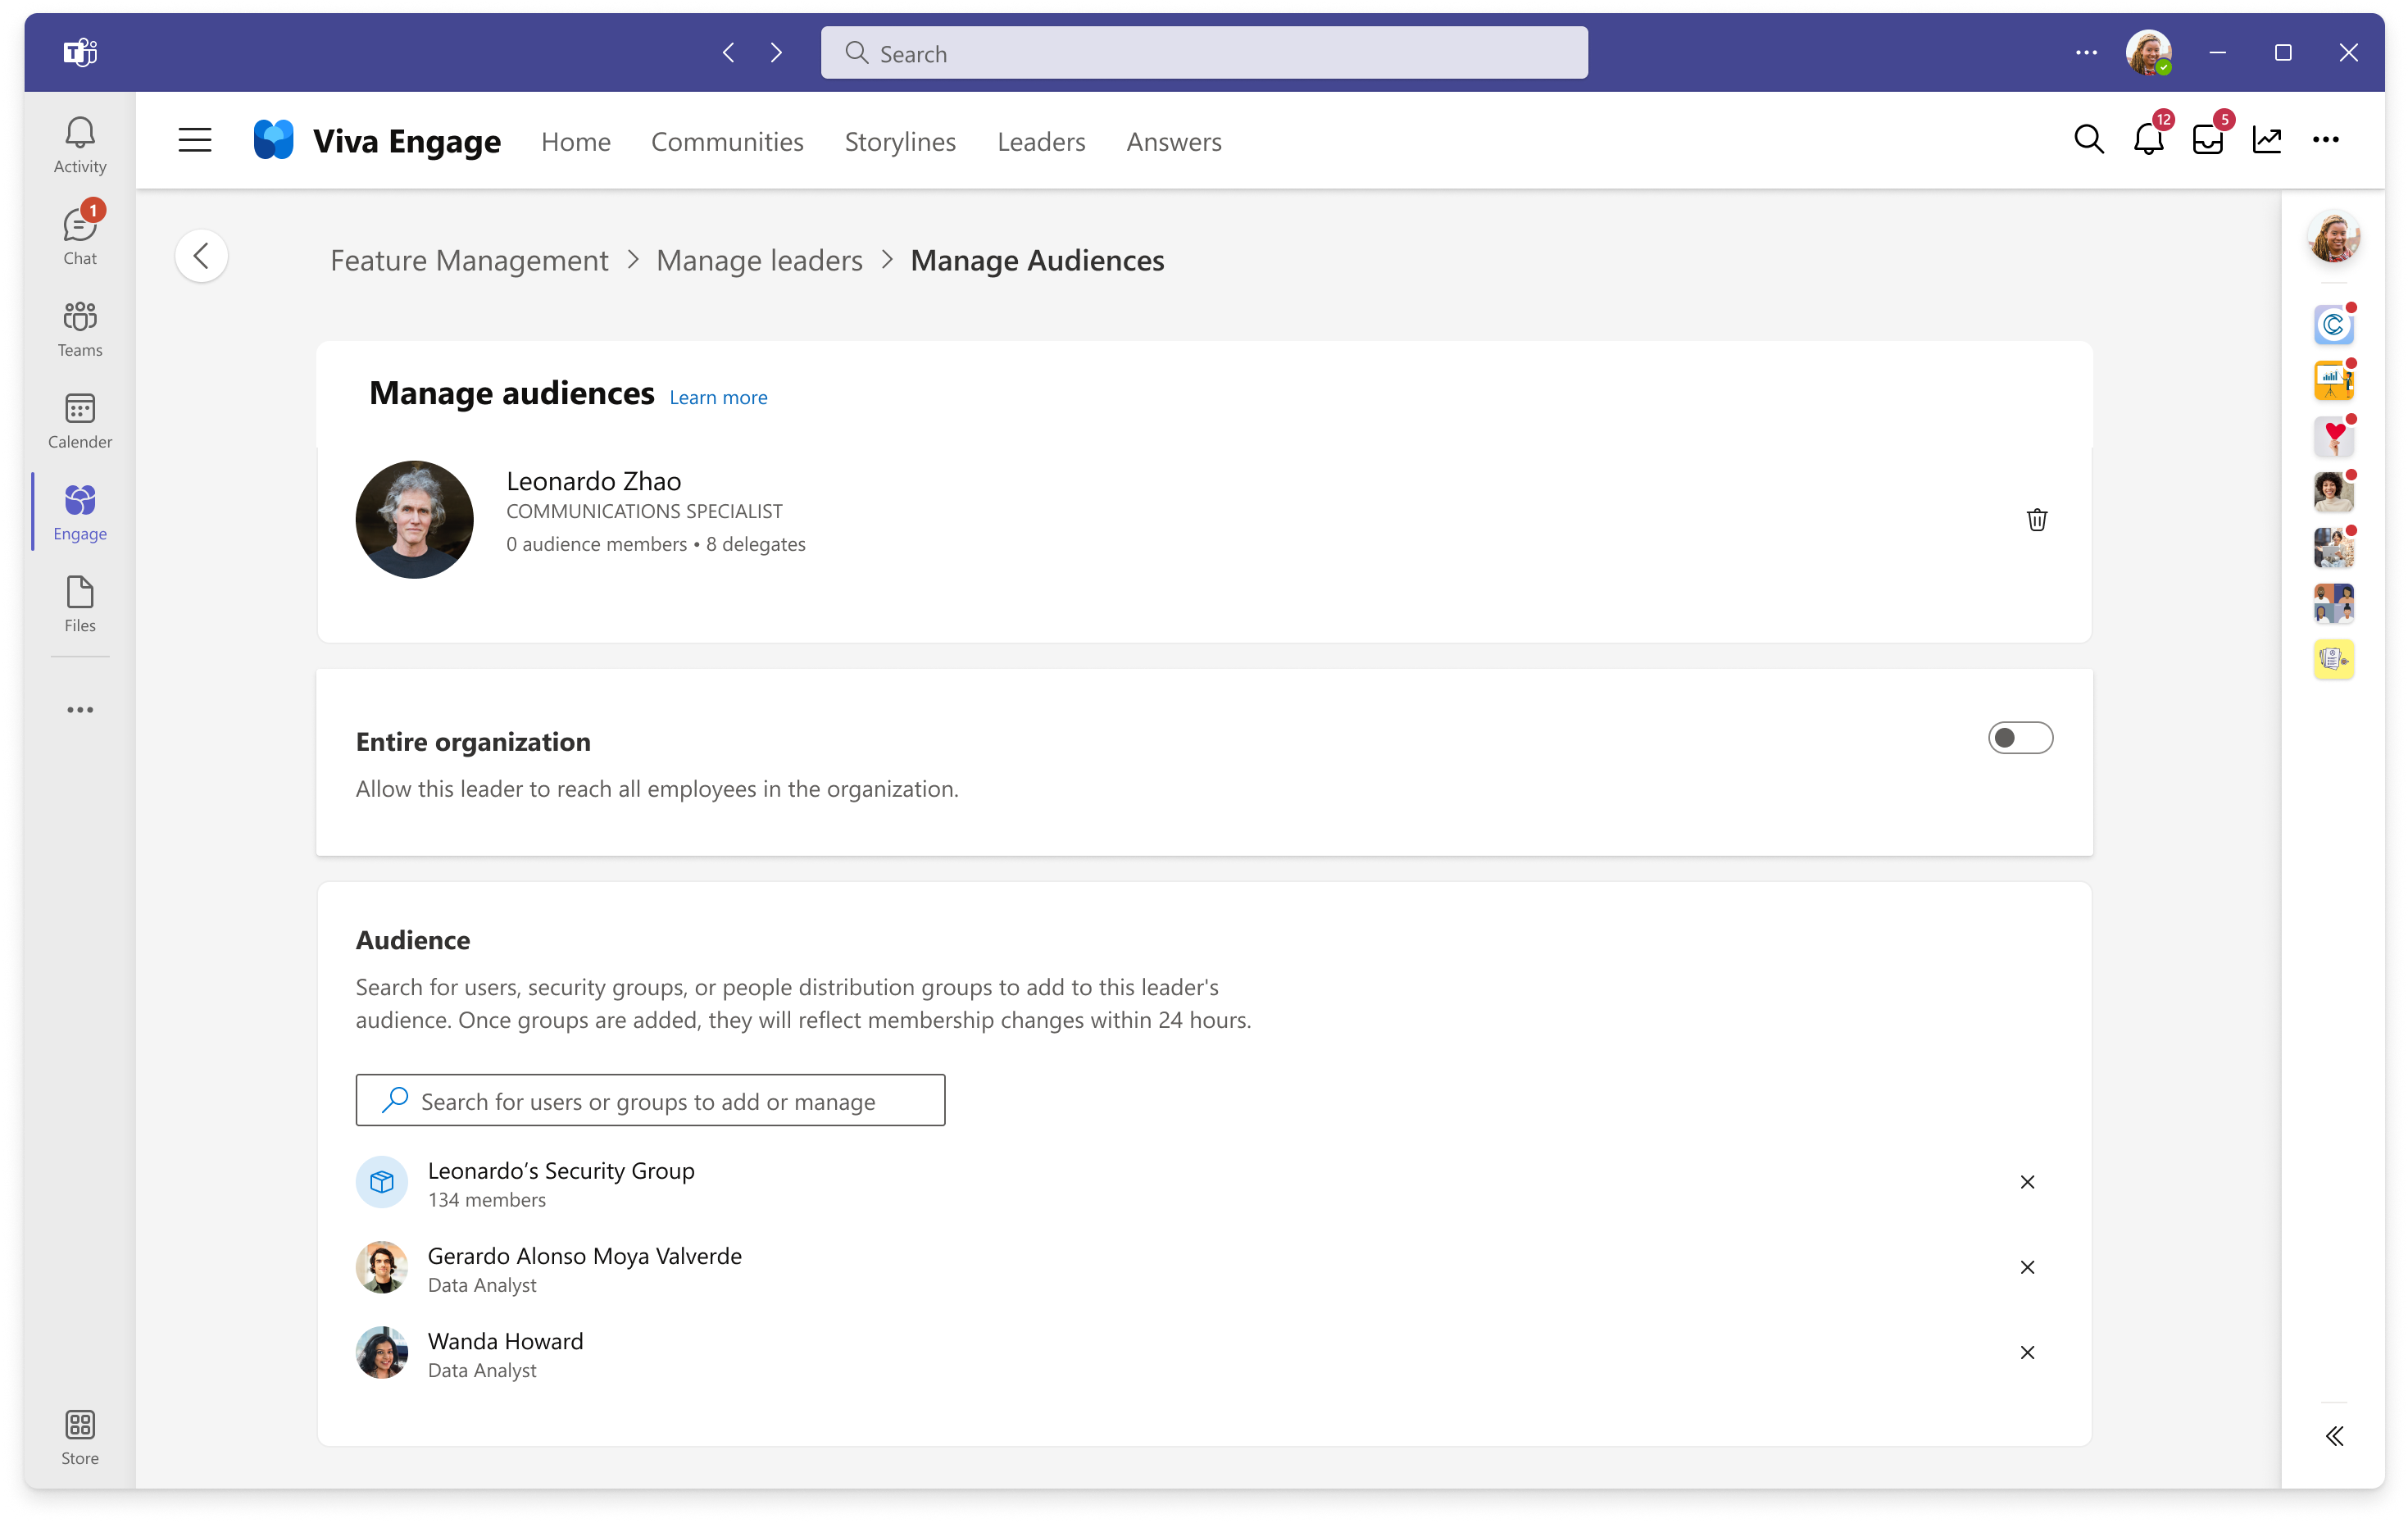 Search
Activity
1
Chat
Teams
Calender
Engage
Files
Store
Viva Engage
Home
Communities
Storylines
Leaders
Answers
12
5
Feature Management > Manage leaders > Manage Audiences
Manage audiences Learn more
Leonardo Zhao
COMMUNICATIONS SPECIALIST
0 audience members • 8 delegates
Entire organization
Allow this leader to reach all employees in the organization.
Audience
Search for users, security groups, or people distribution groups to add to this leader's
audience. Once groups are added, they will reflect membership changes within 24 hours.
Search for users or groups to add or manage
Leonardo’s Security Group
134 members
Gerardo Alonso Moya Valverde
Data Analyst
Wanda Howard
Data Analyst